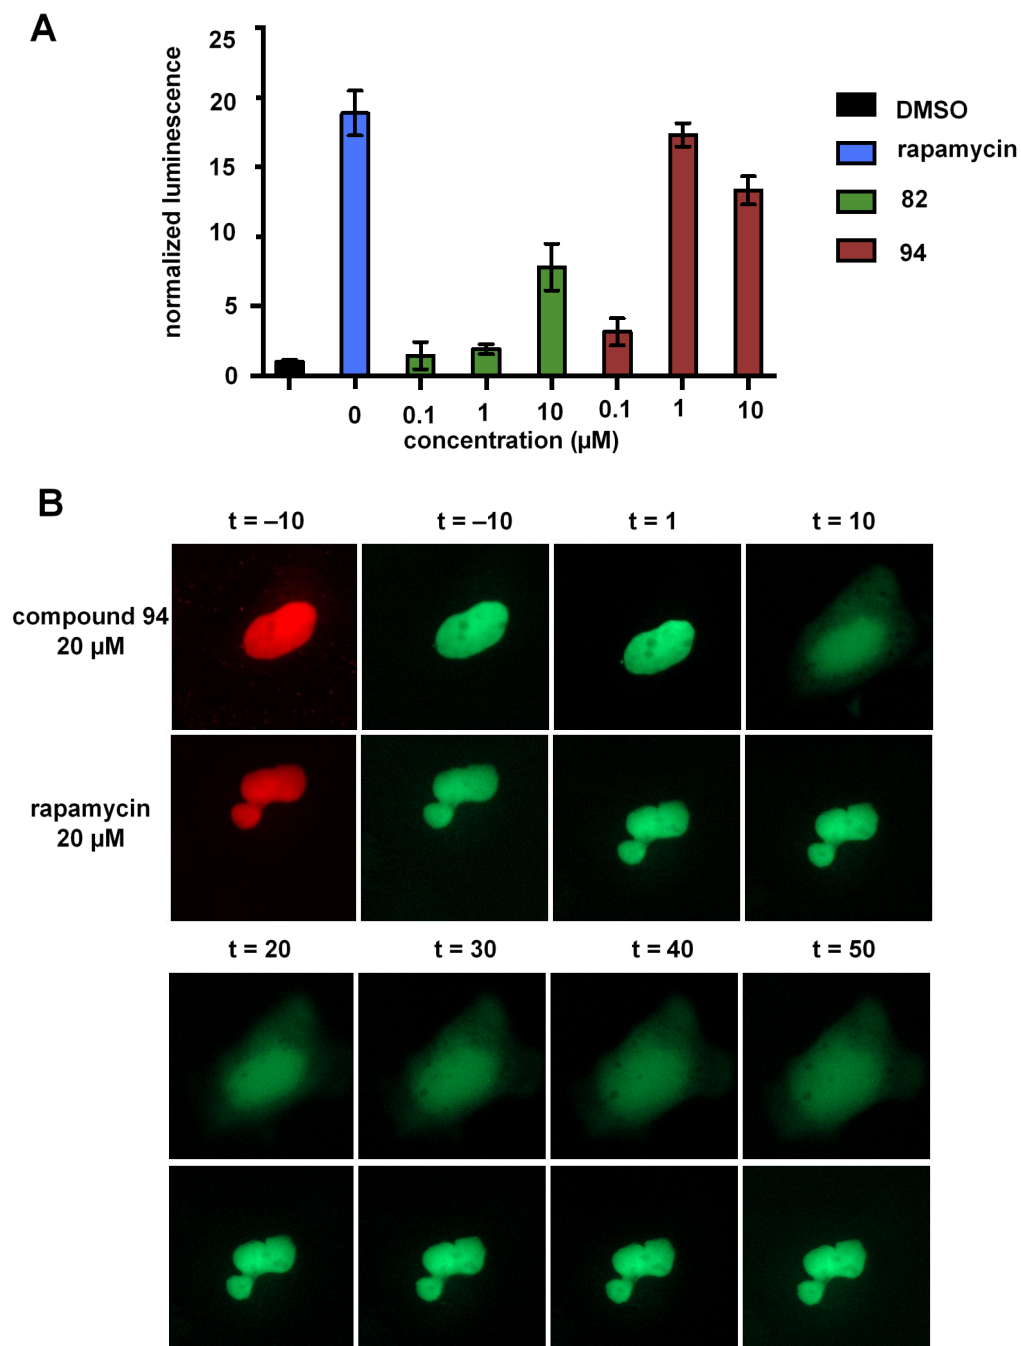 A
normalized luminescence
25
20
15
10
5
0
0 0.1 1 10 0.1 1 10
concentration (µM)
DMSO
rapamycin
82
94
B
t = –10 t = –10 t = 1 t = 10
compound 94
20 µM
rapamycin
20 µM
t = 20 t = 30 t = 40 t = 50